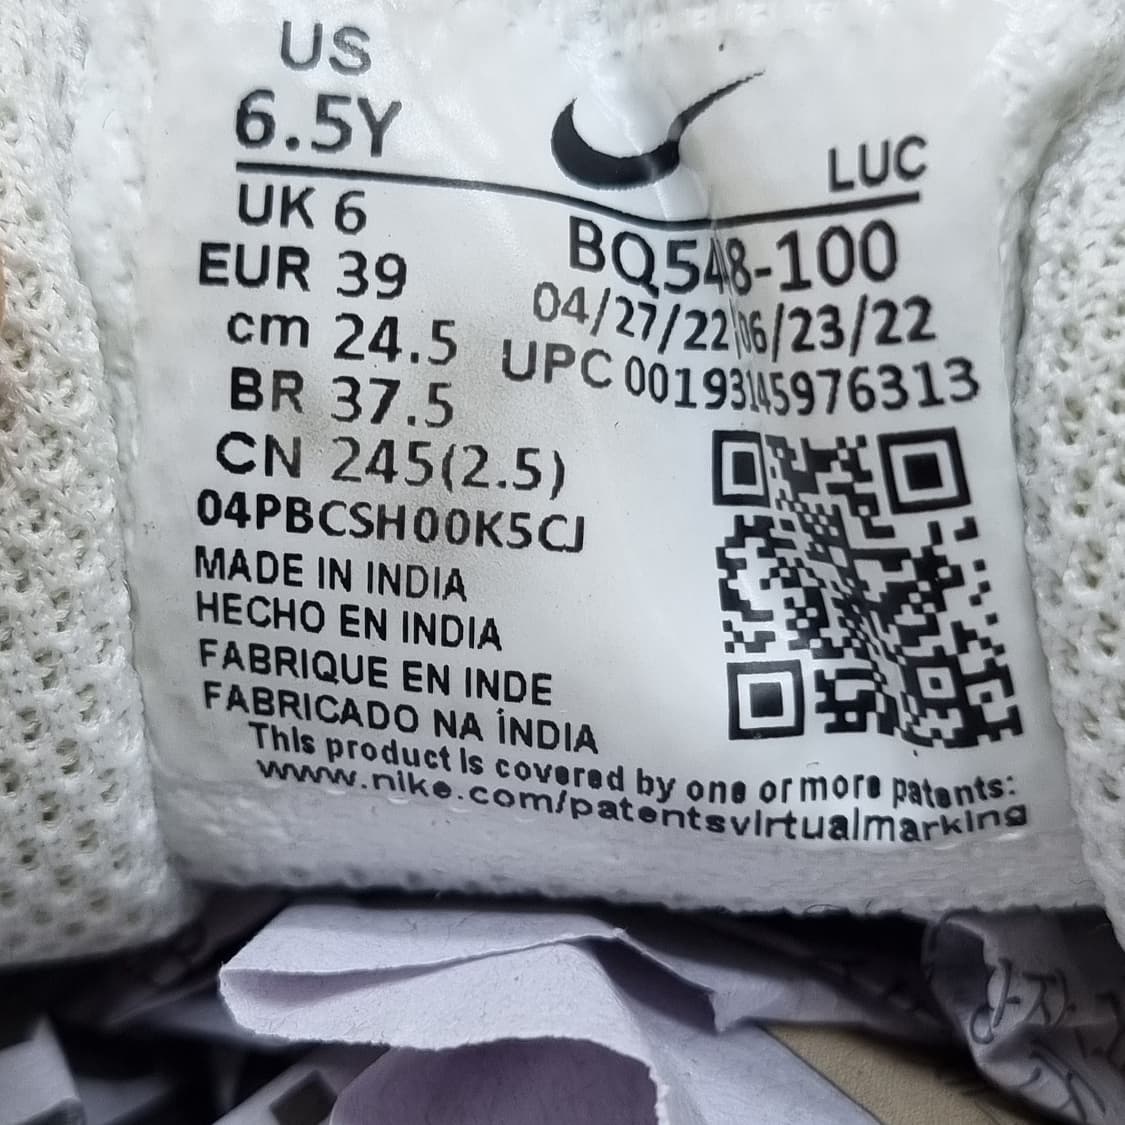 US
6.5Y
LUC
UK 6
EUR 39
cm 24.5
BR 37.5
CN 245(2.5)
04PBCSH00K5CJ
BQ548-100
04/27/22 06/23/22
UPC 00193145976313
MADE IN INDIA
HECHO EN INDIA
FABRIQUE EN INDE
FABRICADO NA ÍNDIA
This product is covered by one or more patents:
www.nike.com/patentsvirtualmarking